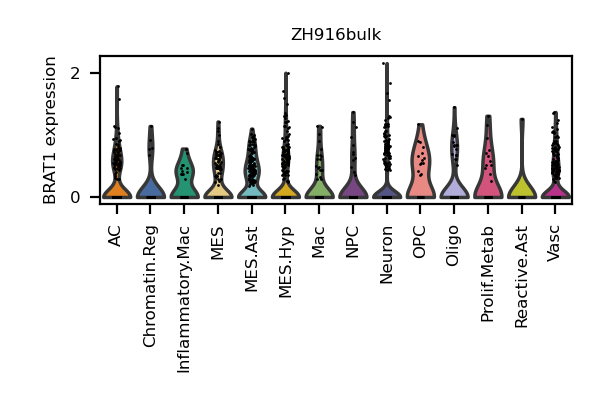 ZH916bulk
BRAT1 expression
2
0
AC
Chromatin.Reg
Inflammatory.Mac
MES
MES.Ast
MES.Hyp
Mac
NPC
Neuron
OPC
Oligo
Prolif.Metab
Reactive.Ast
Vasc